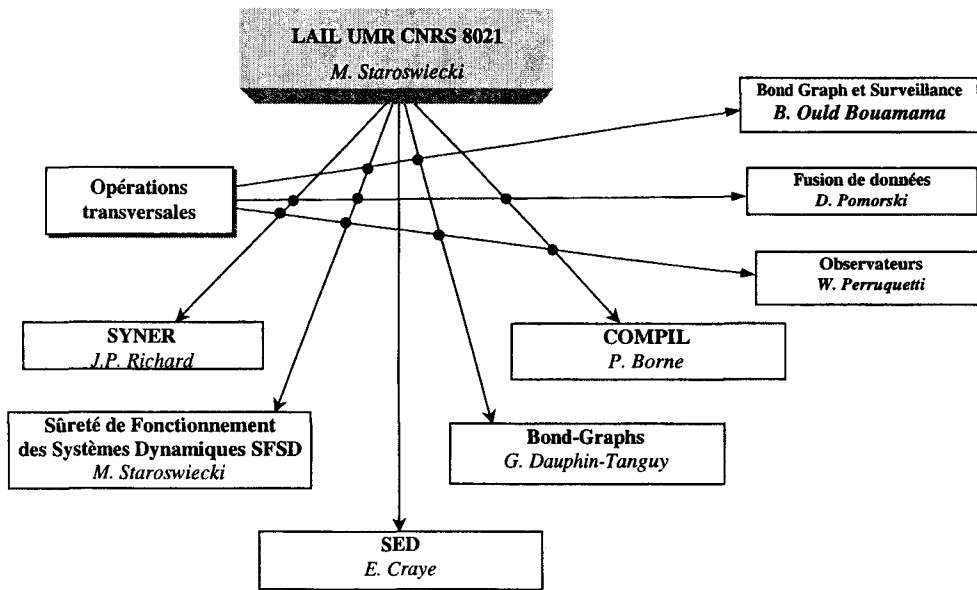 LAIL UMR CNRS 8021
M. Staroswiecki
Bond Graph et Surveillance
B. Ould Bouamama
Opérations
transversales
Fusion de données
D. Pomorski
Observateurs
W. Perruquetti
SYNER
J.P. Richard
COMPIL
P. Borne
Sûreté de Fonctionnement
des Systèmes Dynamiques SFSD
M. Staroswiecki
Bond-Graphs
G. Dauphin-Tanguy
SED
E. Craye